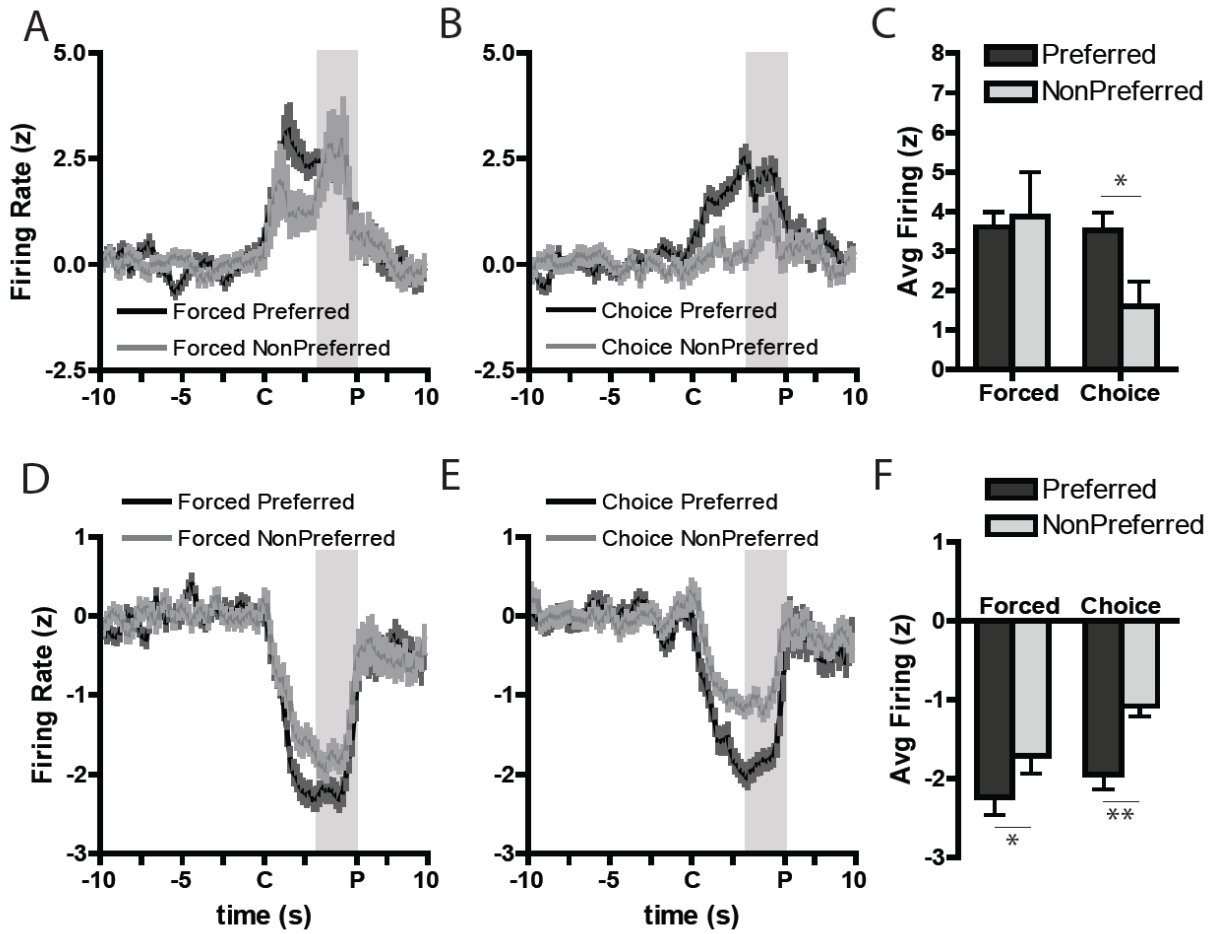 A
5.0
2.5
0.0
-2.5
Firing Rate (z)
Forced Preferred
Forced NonPreferred
-10 -5 C P 10
B
5.0
2.5
0.0
-2.5
Choice Preferred
Choice NonPreferred
-10 -5 C P 10
C
Preferred
NonPreferred
8
7
6
5
4
3
2
1
0
Avg Firing (z)
*
Forced Choice
D
Forced Preferred
Forced NonPreferred
1
0
-1
-2
-3
Firing Rate (z)
-10 -5 C P 10
time (s)
E
Choice Preferred
Choice NonPreferred
1
0
-1
-2
-3
-10 -5 C P 10
time (s)
F
Preferred
NonPreferred
1
0
-1
-2
-3
Avg Firing (z)
Forced Choice
*
**